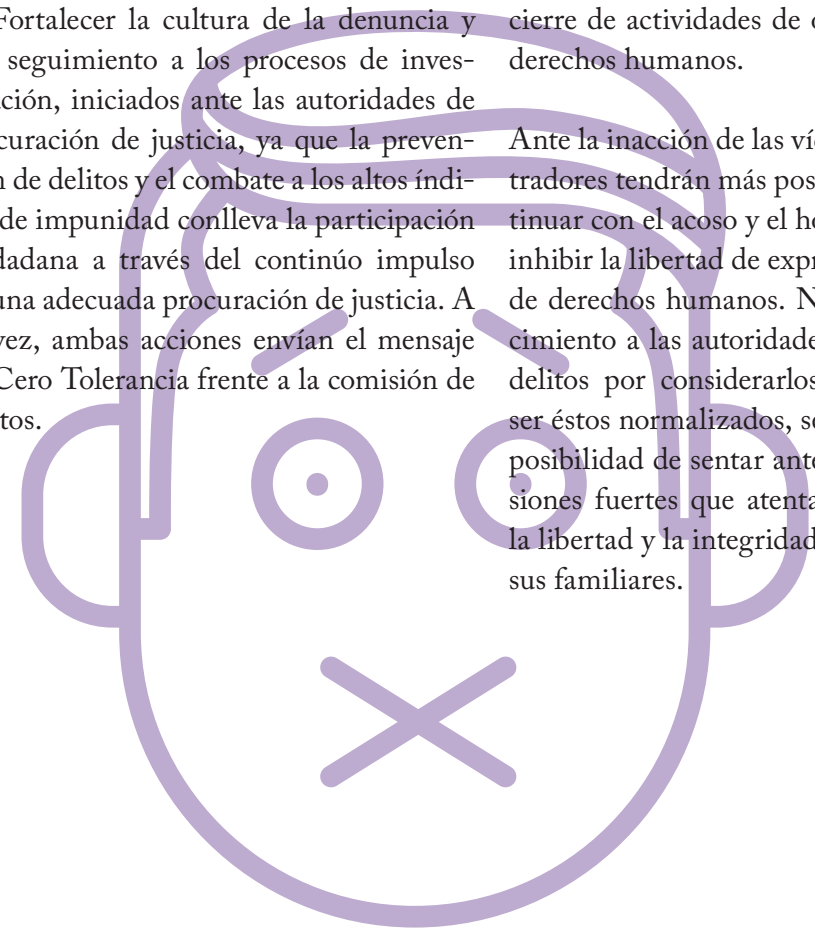 Fortalecer la cultura de la denuncia y
seguimiento a los procesos de inves-
ción, iniciados ante las autoridades de
curación de justicia, ya que la preven-
n de delitos y el combate a los altos índi-
de impunidad conlleva la participación
dadana a través del continúo impulso
una adecuada procuración de justicia. A
vez, ambas acciones envían el mensaje
Cero Tolerancia frente a la comisión de
tos.
cierre de actividades de
derechos humanos.
Ante la inacción de las ví
tradores tendrán más pos
tinuar con el acoso y el ho
inhibir la libertad de expr
de derechos humanos. N
cimiento a las autoridade
delitos por considerarlos
ser éstos normalizados, se
posibilidad de sentar ante
siones fuertes que atenta
la libertad y la integridad
sus familiares.